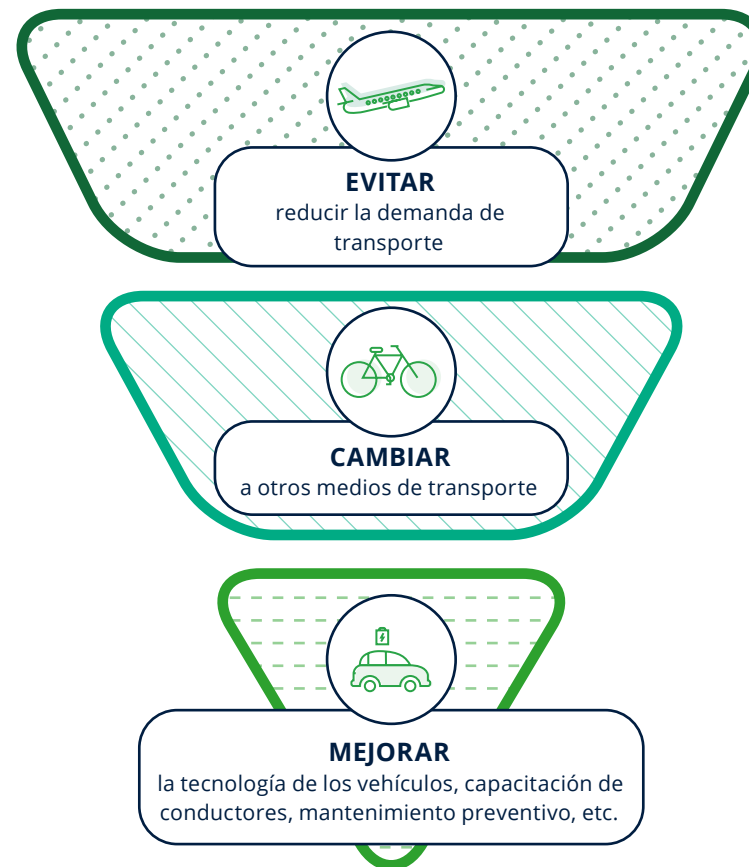 EVITAR
reducir la demanda de
transporte
CAMBIAR
a otros medios de transporte
MEJORAR
la tecnología de los vehículos, capacitación de
conductores, mantenimiento preventivo, etc.